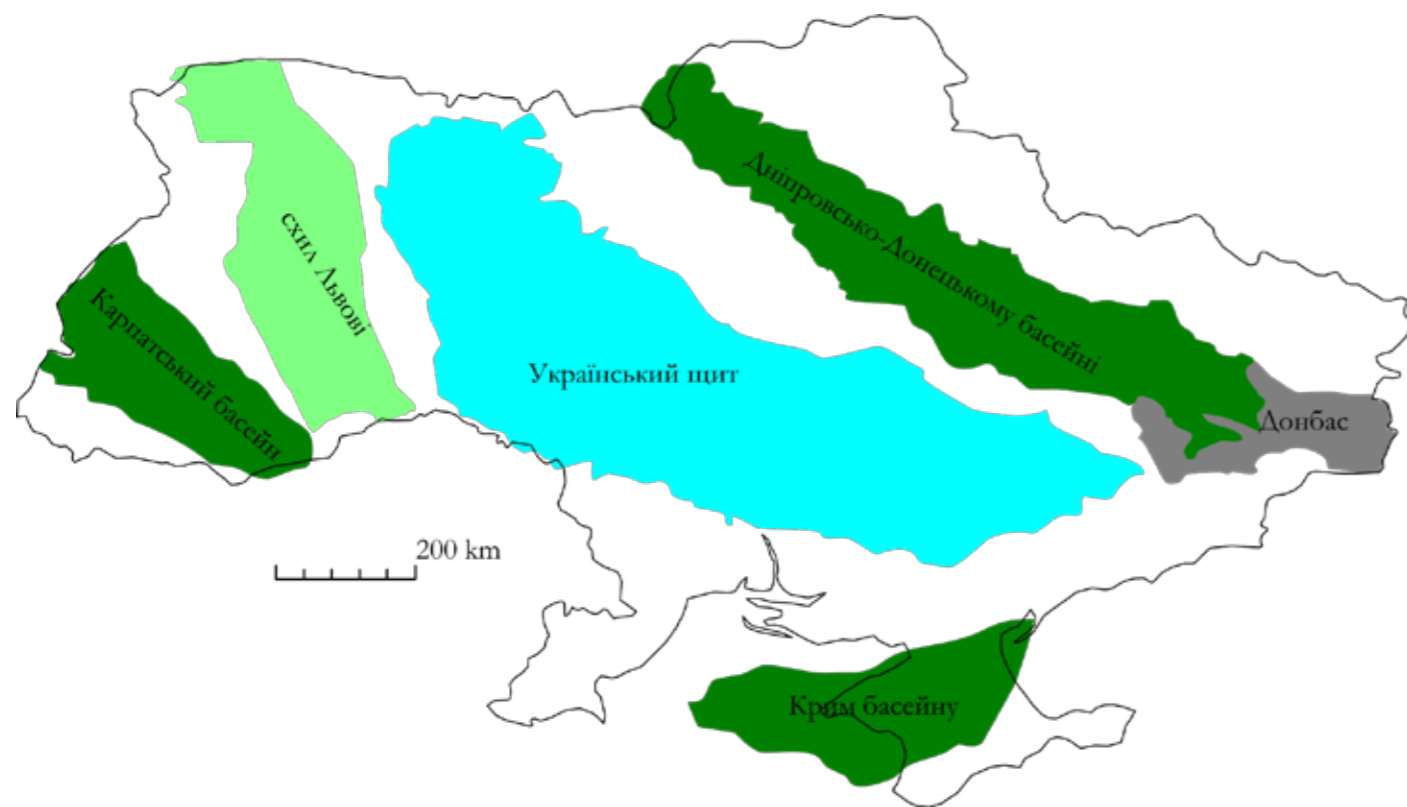 Дніпровсько-Донецькому басейні
схил Львові
Карпатський басейн
Український щит
Донбас
200 km
Крим басейну